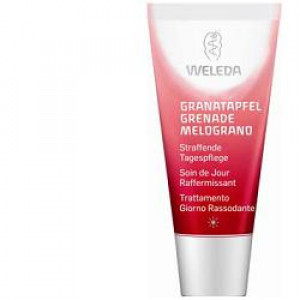 WELEDA
GRANATAPFEL
GRENADE
MELOGRANO
Straffende
Tagespflege
Soin de Jour
Raffermissant
Trattamento
Giorno Rassodante